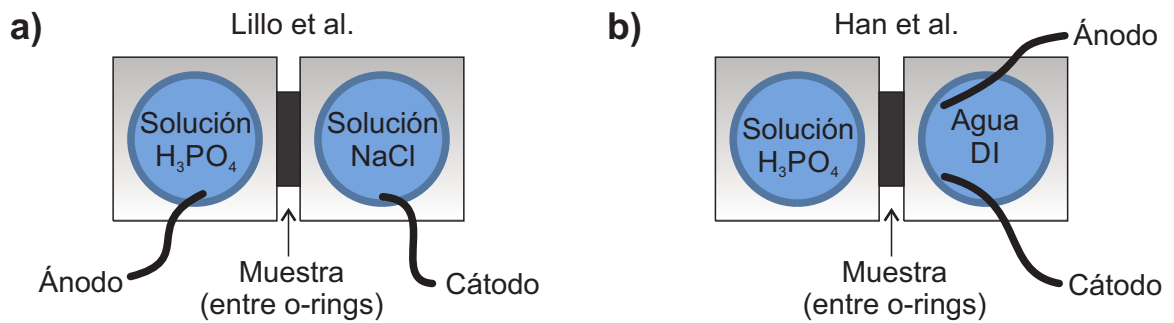 a)
Lillo et al.
Solución
H₃PO₄
Solución
NaCl
Ánodo
Muestra
(entre o-rings)
Cátodo
b)
Han et al.
Ánodo
Solución
H₃PO₄
Agua
DI
Muestra
(entre o-rings)
Cátodo